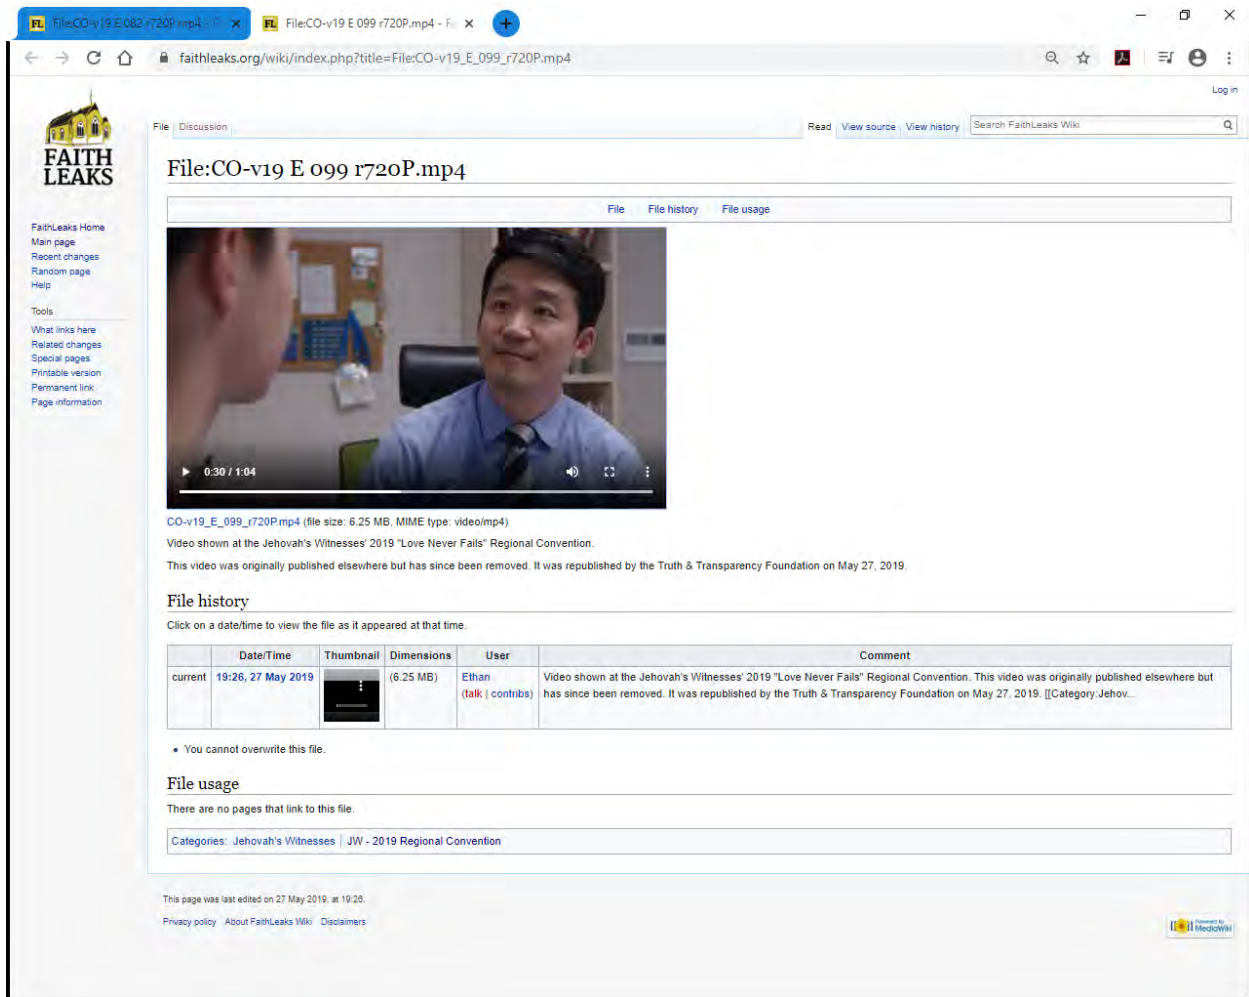 File:CO-v19 E 082 r720P.mp4 -
File:CO-v19 E 099 r720P.mp4 - F
faithleaks.org/wiki/index.php?title=File:CO-v19_E_099_r720P.mp4
Log in
FAITH
LEAKS
File Discussion
Read View source View history Search FaithLeaks Wiki
File:CO-v19 E 099 r720P.mp4
File File history File usage
FaithLeaks Home
Main page
Recent changes
Random page
Help
Tools
What links here
Related changes
Special pages
Printable version
Permanent link
Page information
0:30 / 1:04
CO-v19_E_099_r720P.mp4 (file size: 6.25 MB, MIME type: video/mp4)
Video shown at the Jehovah's Witnesses' 2019 "Love Never Fails" Regional Convention.
This video was originally published elsewhere but has since been removed. It was republished by the Truth & Transparency Foundation on May 27, 2019.
File history
Click on a date/time to view the file as it appeared at that time.
Date/Time Thumbnail Dimensions User Comment
current 19:26, 27 May 2019 (6.25 MB) Ethan Video shown at the Jehovah's Witnesses' 2019 "Love Never Fails" Regional Convention. This video was originally published elsewhere but
(talk | contribs) has since been removed. It was republished by the Truth & Transparency Foundation on May 27, 2019. [[Category:Jehov...
• You cannot overwrite this file.
File usage
There are no pages that link to this file.
Categories: Jehovah's Witnesses | JW - 2019 Regional Convention
This page was last edited on 27 May 2019, at 19:26.
Privacy policy About FaithLeaks Wiki Disclaimers
Powered By
MediaWiki